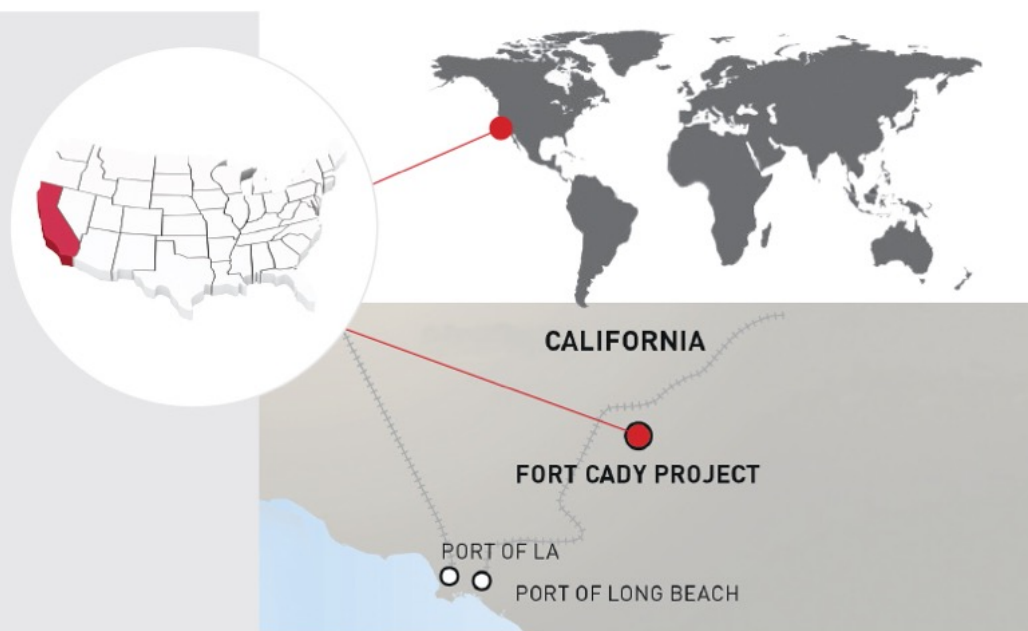 CALIFORNIA
FORT CADY PROJECT
PORT OF LA
PORT OF LONG BEACH